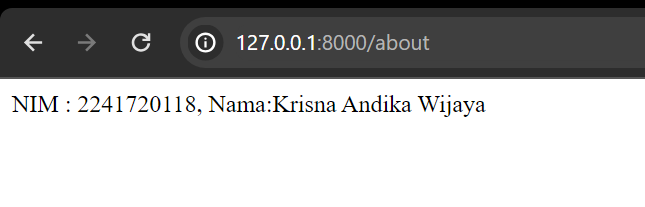 127.0.0.1:8000/about
NIM : 2241720118, Nama:Krisna Andika Wijaya